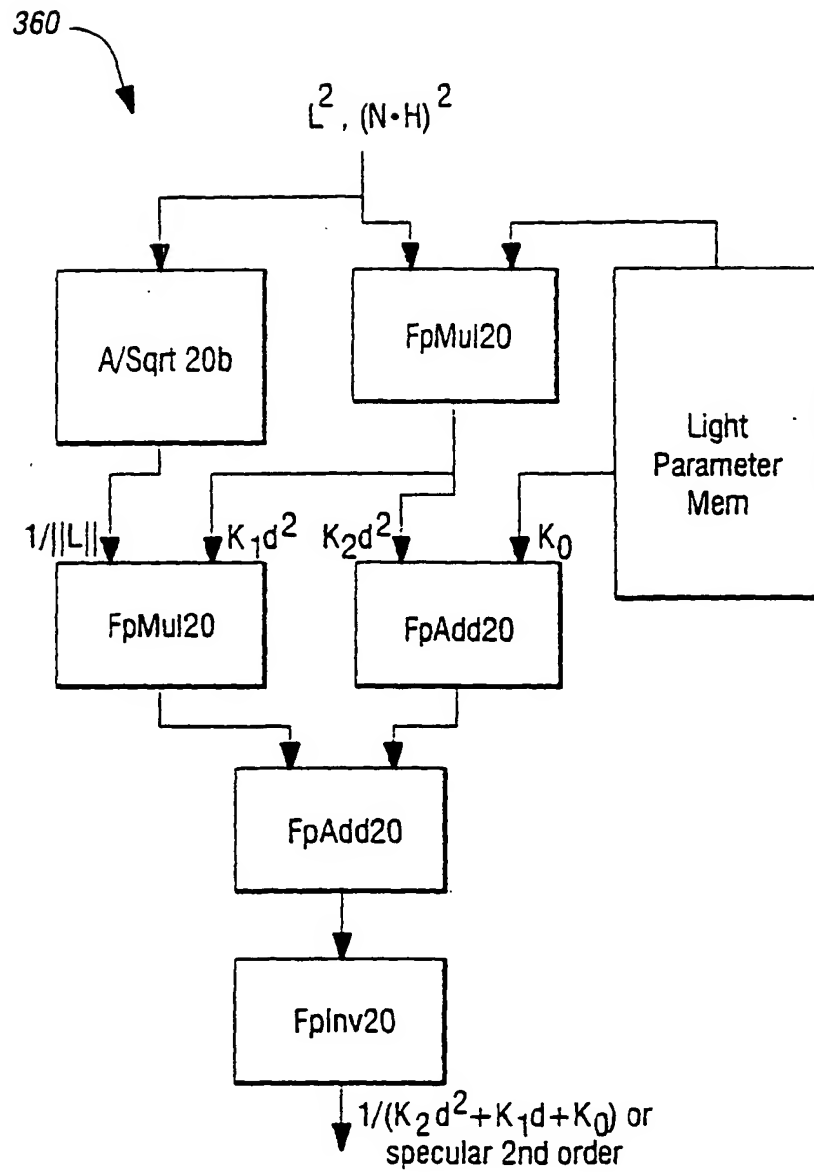 360
L², (N•H)²
A/Sqrt 20b
FpMul20
Light
Parameter
Mem
1/||L||
K₁d²
K₂d²
K₀
FpMul20
FpAdd20
FpAdd20
FpInv20
1/(K₂d²+K₁d+K₀) or
specular 2nd order